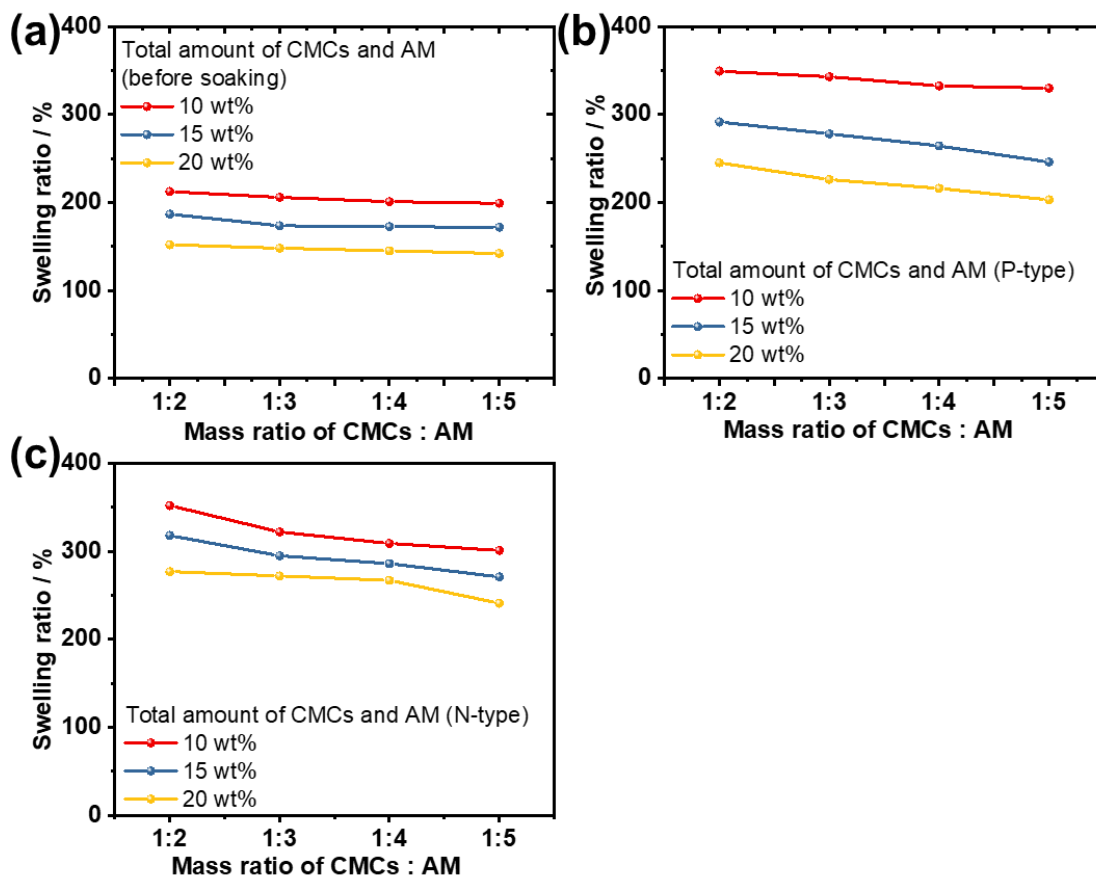 (a)
400
300
200
100
0
Swelling ratio / %
Total amount of CMCs and AM
(before soaking)
10 wt%
15 wt%
20 wt%
1:2 1:3 1:4 1:5
Mass ratio of CMCs : AM
(b)
400
300
200
100
0
Swelling ratio / %
Total amount of CMCs and AM (P-type)
10 wt%
15 wt%
20 wt%
1:2 1:3 1:4 1:5
Mass ratio of CMCs : AM
(c)
400
300
200
100
0
Swelling ratio / %
Total amount of CMCs and AM (N-type)
10 wt%
15 wt%
20 wt%
1:2 1:3 1:4 1:5
Mass ratio of CMCs : AM